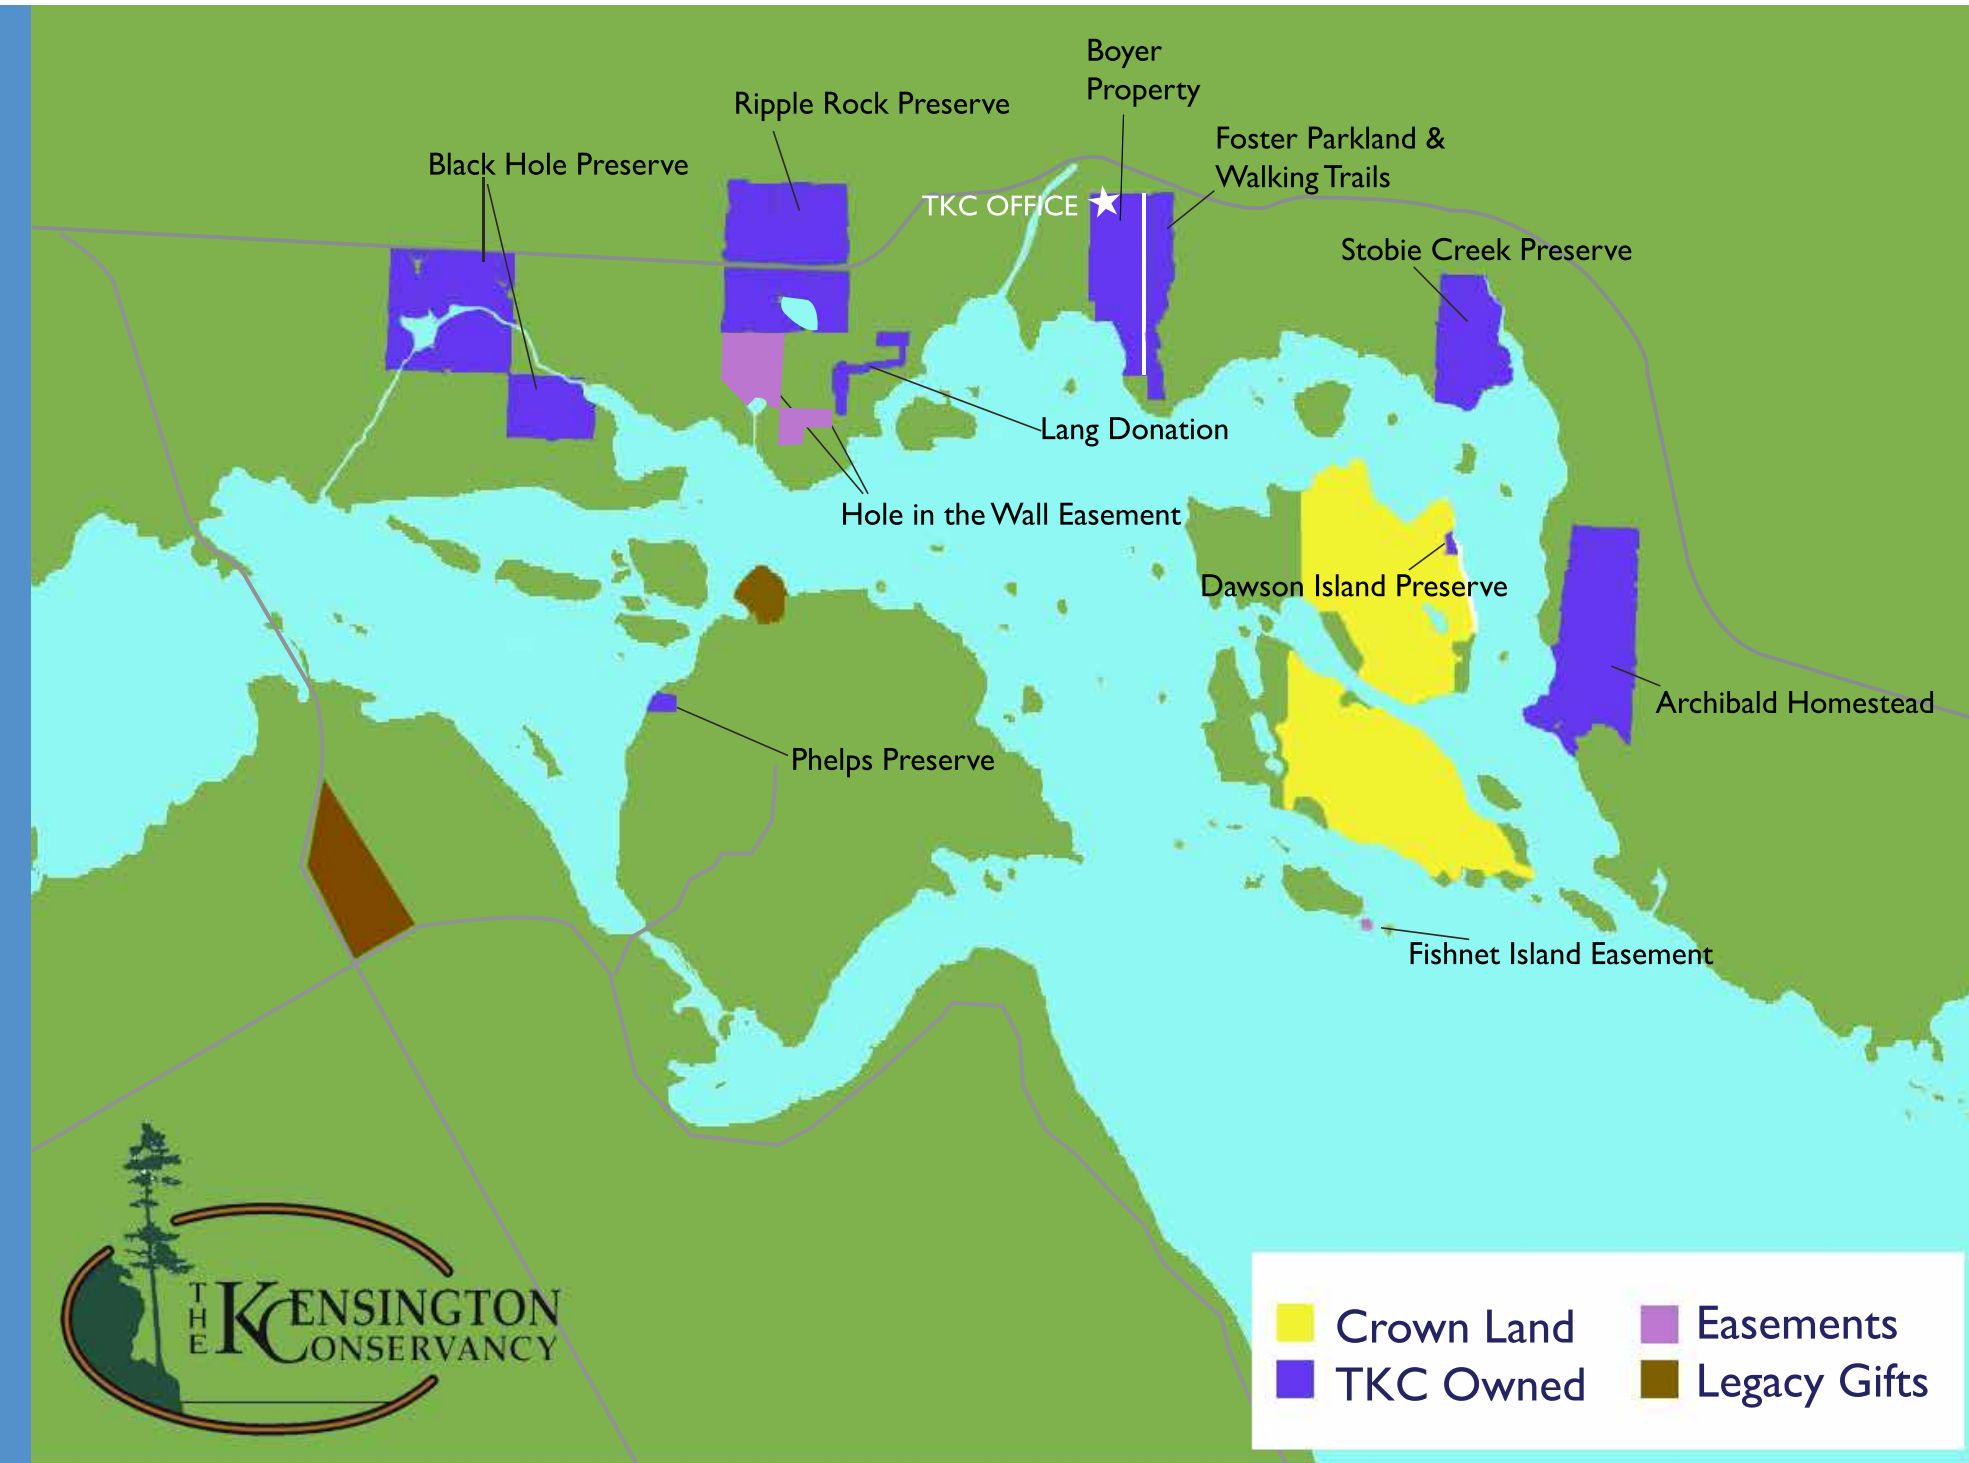 Boyer
Property
Ripple Rock Preserve
Foster Parkland &
Walking Trails
Black Hole Preserve
TKC OFFICE
Stobie Creek Preserve
Lang Donation
Hole in the Wall Easement
Dawson Island Preserve
Archibald Homestead
Phelps Preserve
Fishnet Island Easement
THE KENSINGTON
CONSERVANCY
Crown Land
Easements
TKC Owned
Legacy Gifts